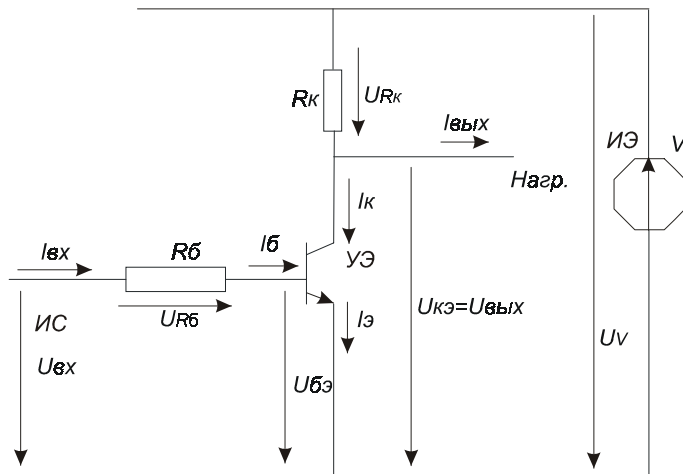 Rк
URк
Iвых
ИЭ
V
Нагр.
Iк
Iвх
Rб
Iб
УЭ
URб
Iэ
Uкэ=Uвых
ИС
Uвх
Uбэ
UV